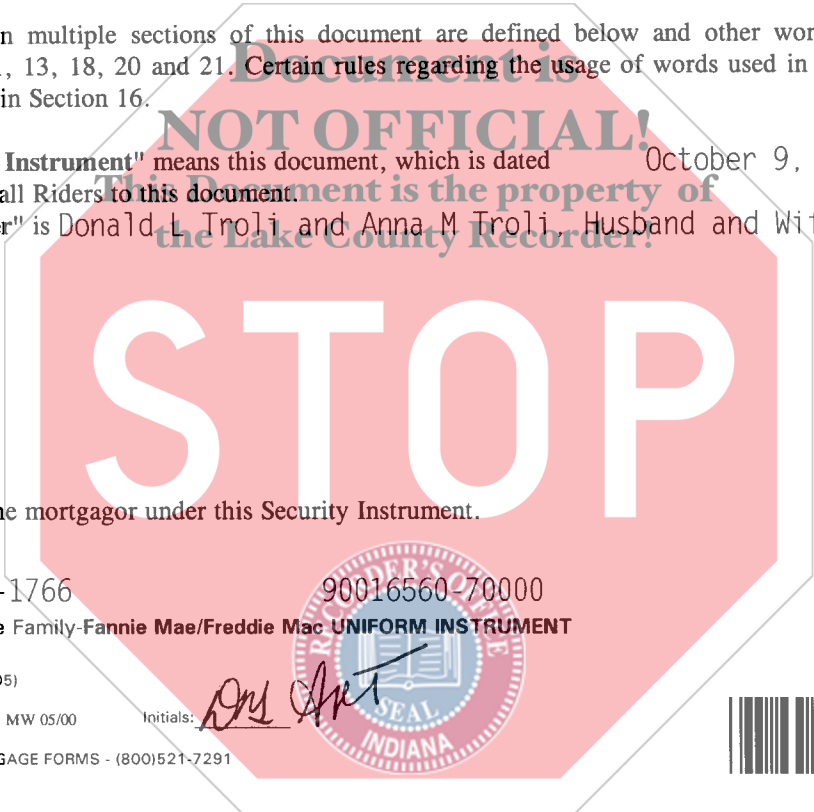 n multiple sections of this document are defined below and other wor
, 13, 18, 20 and 21. Certain rules regarding the usage of words used in
in Section 16.
Document is
NOT OFFICIAL!
Instrument" means this document, which is dated October 9,
all Riders to this document.
This Document is the property of
r" is Donald L Troli and Anna M Troli, Husband and Wif
the Lake County Recorder!
STOP
he mortgagor under this Security Instrument.
-1766 90016560-70000
e Family-Fannie Mae/Freddie Mac UNIFORM INSTRUMENT
05)
MW 05/00 Initials:
GAGE FORMS - (800)521-7291
RECORDER'S OFFICE
SEAL
INDIANA